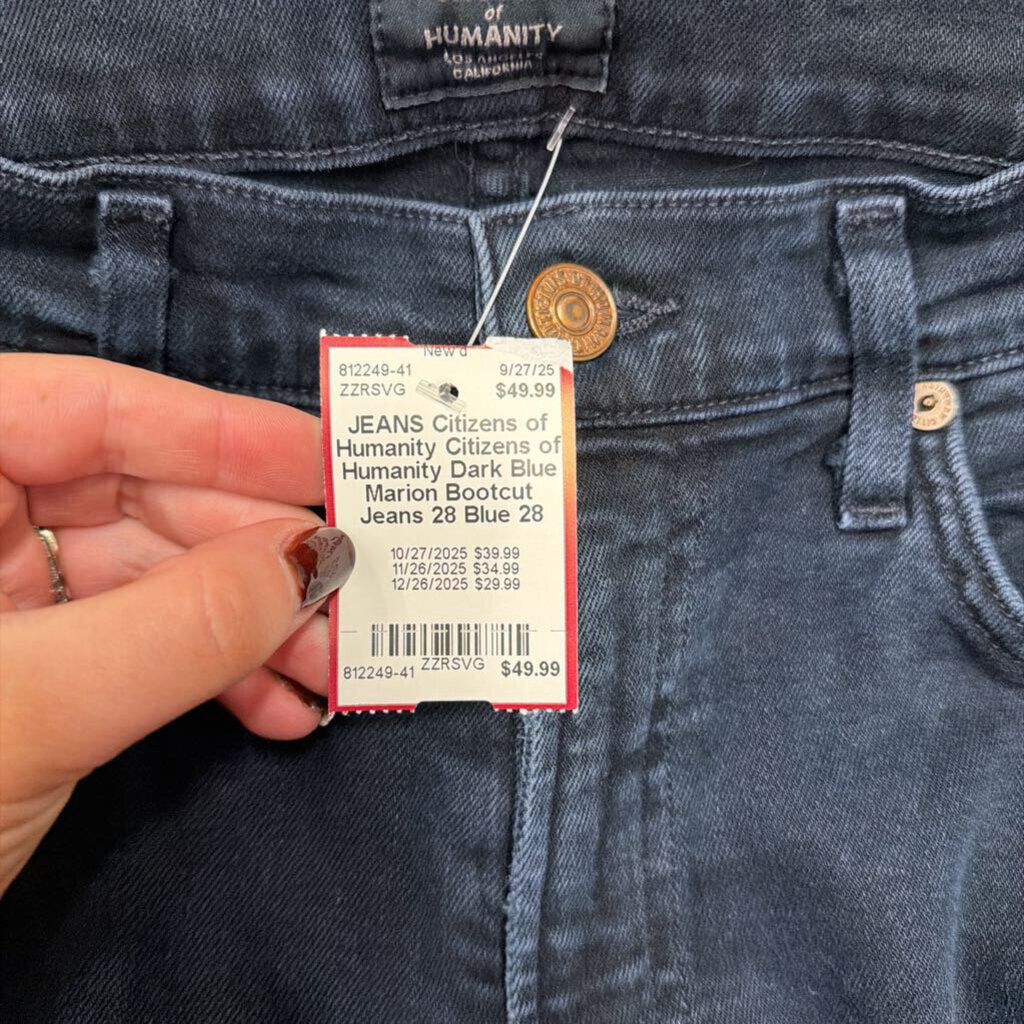 of
HUMANITY
LOS ANGELES
CALIFORNIA
New d
812249-41 9/27/25
ZZRSVG $49.99
JEANS Citizens of
Humanity Citizens of
Humanity Dark Blue
Marion Bootcut
Jeans 28 Blue 28
10/27/2025 $39.99
11/26/2025 $34.99
12/26/2025 $29.99
812249-41 ZZRSVG $49.99